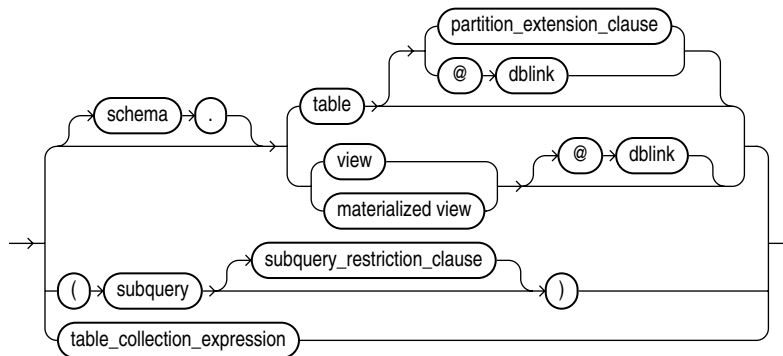 partition_extension_clause
@ dblink
schema . table
view @ dblink
materialized view
subquery_restriction_clause
( subquery )
table_collection_expression